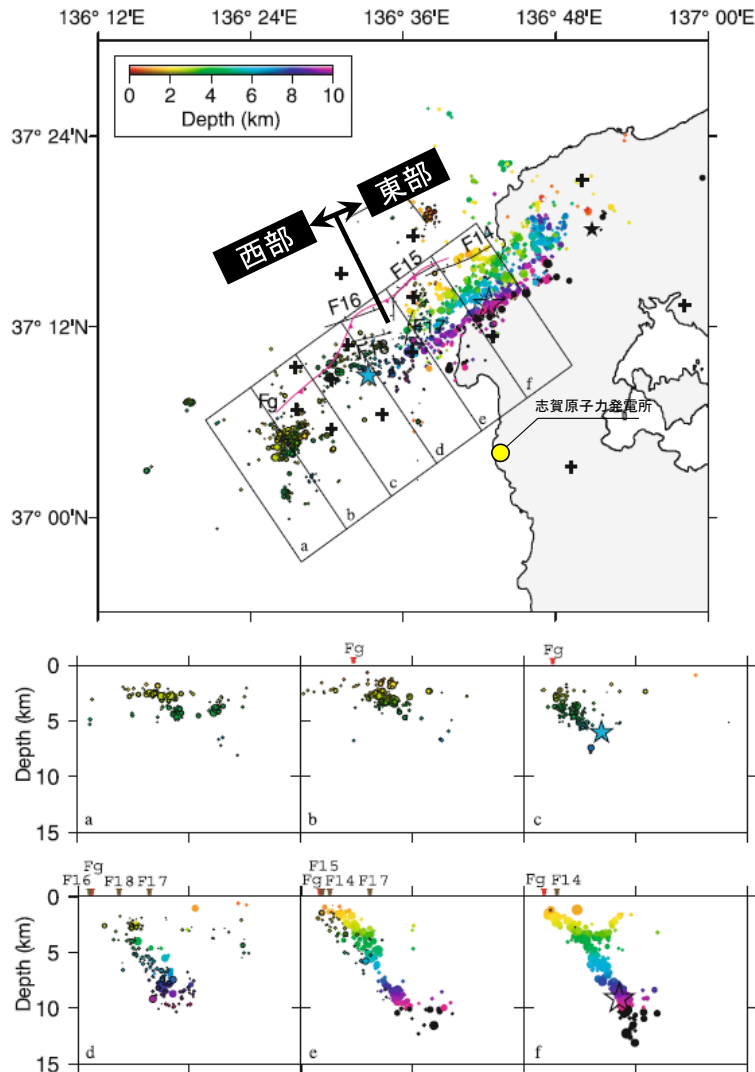 136° 12'E 136° 24'E 136° 36'E 136° 48'E 137° 00'E
0 2 4 6 8 10
Depth (km)
37° 24'N
東部
西部
F14
F15
F16
37° 12'N
F17
F18
Fg
f
志賀原子力発電所
e
d
37° 00'N
c
b
a
Fg Fg
0
5
10
15
Depth (km)
a b c
Fg F15
F16 F18 F17 Fg F14 F17 Fg F14
0
5
10
15
Depth (km)
d e f